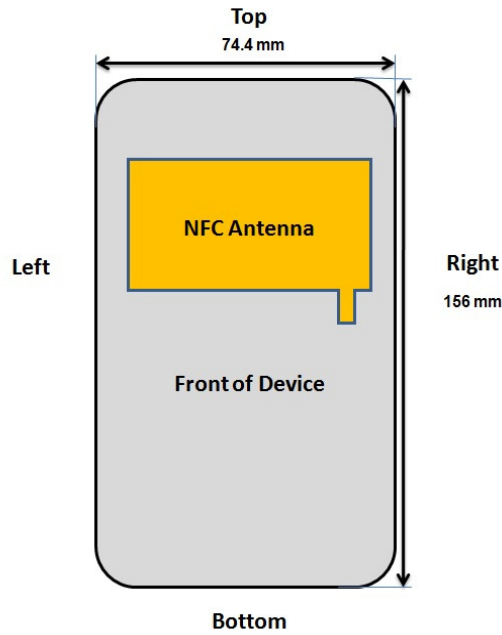 Top
74.4 mm
NFC Antenna
Left
Right
156 mm
Front of Device
Bottom